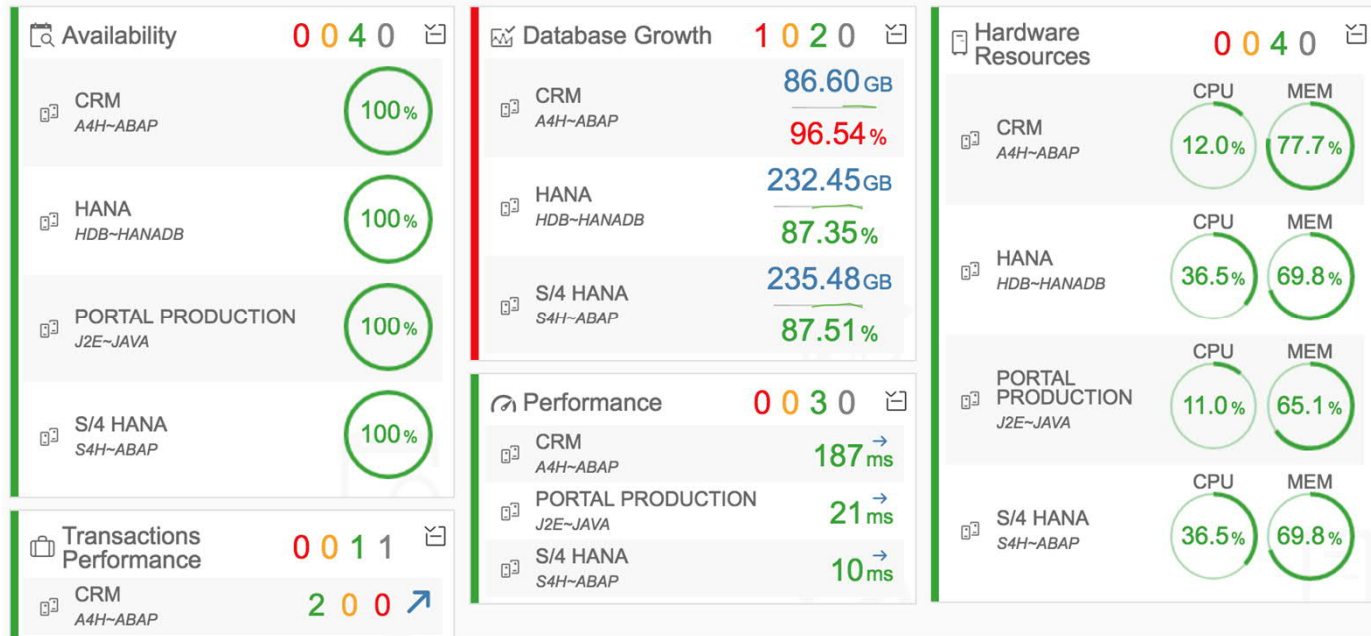 Availability 0 0 4 0
CRM
A4H~ABAP
100%
HANA
HDB~HANADB
100%
PORTAL PRODUCTION
J2E~JAVA
100%
S/4 HANA
S4H~ABAP
100%
Transactions
Performance
0 0 1 1
CRM
A4H~ABAP
2 0 0
Database Growth 1 0 2 0
CRM
A4H~ABAP
86.60 GB
96.54%
HANA
HDB~HANADB
232.45GB
87.35%
S/4 HANA
S4H~ABAP
235.48GB
87.51%
Performance 0 0 3 0
CRM
A4H~ABAP
187 ms
PORTAL PRODUCTION
J2E~JAVA
21 ms
S/4 HANA
S4H~ABAP
10 ms
Hardware
Resources
0 0 4 0
CPU MEM
CRM
A4H~ABAP
12.0% 77.7%
CPU MEM
HANA
HDB~HANADB
36.5% 69.8%
CPU MEM
PORTAL
PRODUCTION
J2E~JAVA
11.0% 65.1%
CPU MEM
S/4 HANA
S4H~ABAP
36.5% 69.8%